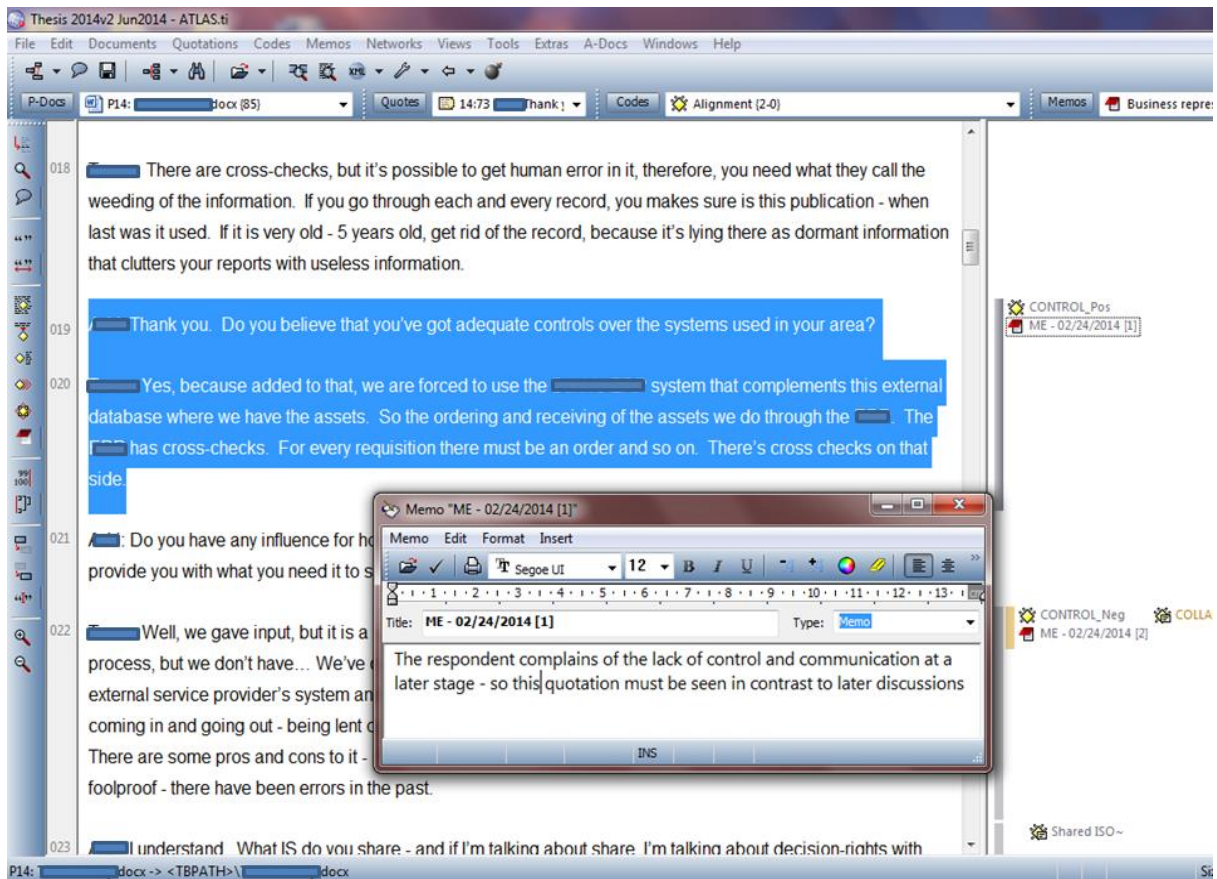 Thesis 2014v2 Jun2014 - ATLAS.ti
File Edit Documents Quotations Codes Memos Networks Views Tools Extras A-Docs Windows Help
P-Docs P14: docx {85} Quotes 14:73 Thank Codes Alignment {2-0} Memos Business repre
018 There are cross-checks, but it's possible to get human error in it, therefore, you need what they call the
weeding of the information. If you go through each and every record, you makes sure is this publication - when
last was it used. If it is very old - 5 years old, get rid of the record, because it's lying there as dormant information
that clutters your reports with useless information.
019 Thank you. Do you believe that you've got adequate controls over the systems used in your area?
CONTROL_Pos
ME - 02/24/2014 [1]
020 Yes, because added to that, we are forced to use the system that complements this external
database where we have the assets. So the ordering and receiving of the assets we do through the . The
has cross-checks. For every requisition there must be an order and so on. There's cross checks on that
side.
021 : Do you have any influence for
provide you with what you need it to
022 Well, we gave input, but it is a
process, but we don't have… We've
external service provider's system
coming in and going out - being lent
There are some pros and cons to it -
foolproof - there have been errors in the past.
023 I understand. What IS do you share - and if I'm talking about share, I'm talking about decision-rights with
Memo "ME - 02/24/2014 [1]"
Memo Edit Format Insert
Segoe UI 12 B I U
1 2 3 4 5 6 7 8 9 10 11 12 13
Title: ME - 02/24/2014 [1] Type: Memo
The respondent complains of the lack of control and communication at a
later stage - so this quotation must be seen in contrast to later discussions
INS
CONTROL_Neg COLLA
ME - 02/24/2014 [2]
Shared ISO~
P14: docx -> <TBPATH>\ docx